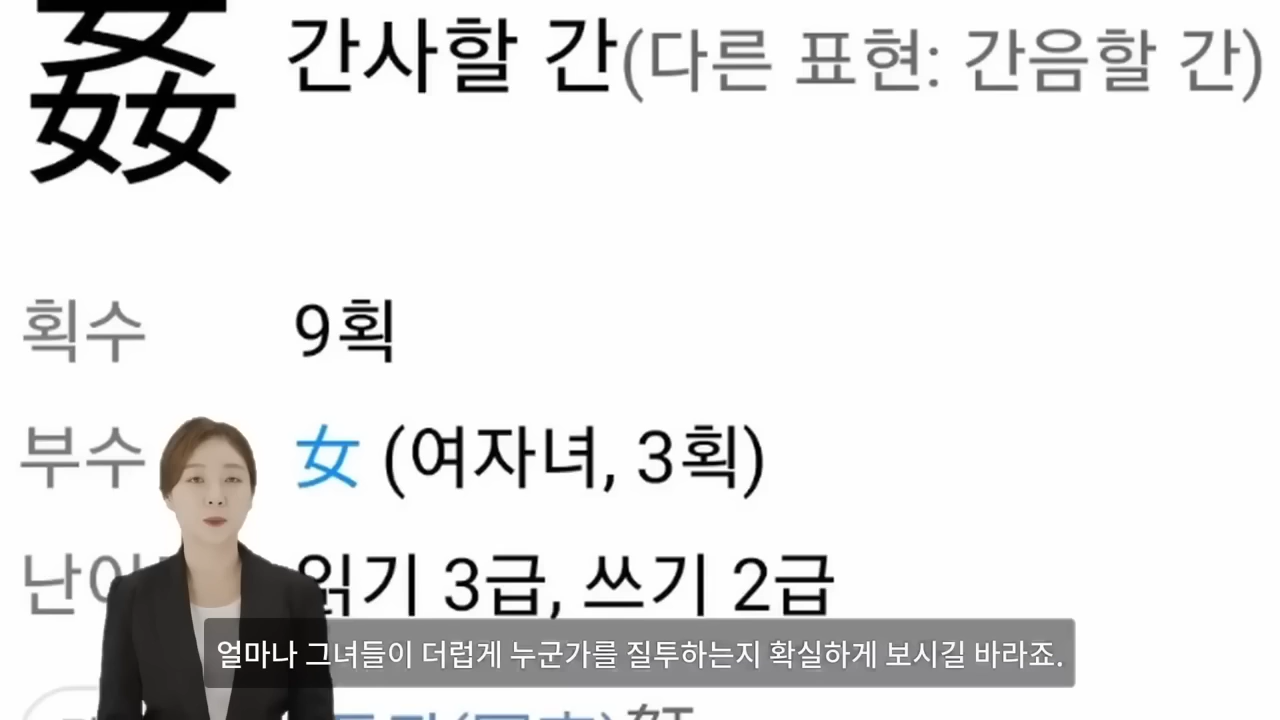 姦 간사할 간(다른 표현: 간음할 간)
획수 9획
부수 女 (여자녀, 3획)
읽기 3급, 쓰기 2급
얼마나 그녀들이 더럽게 누군가를 질투하는지 확실하게 보시길 바라죠.